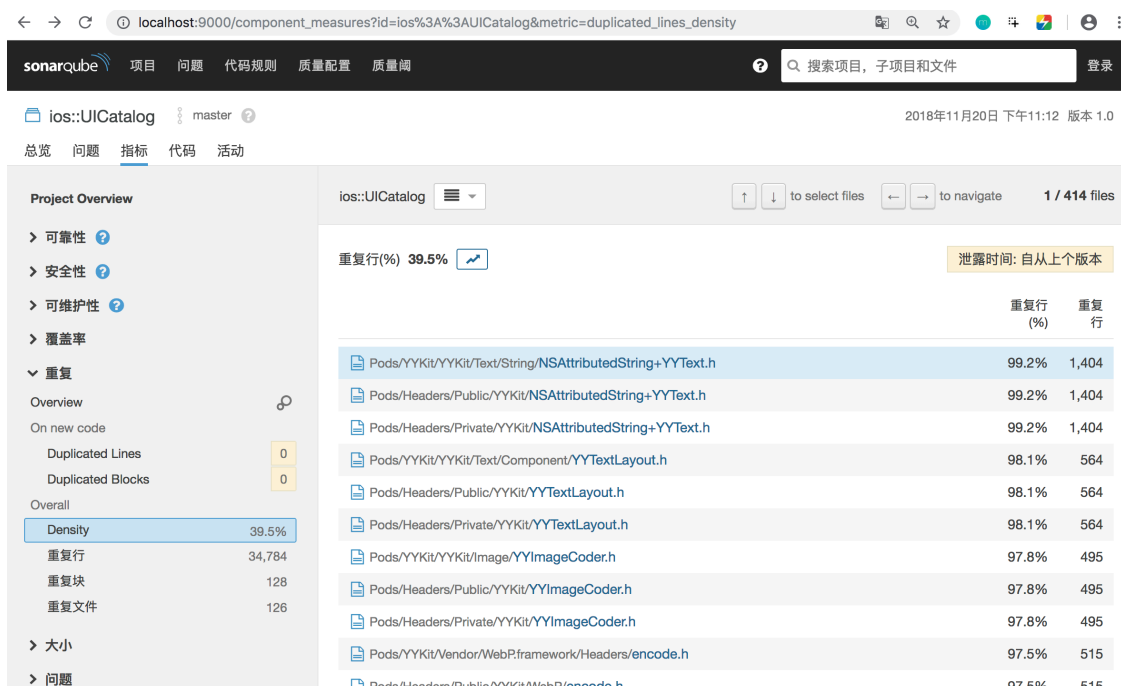 localhost:9000/component_measures?id=ios%3A%3AUICatalog&metric=duplicated_lines_density
sonarqube 项目 问题 代码规则 质量配置 质量阈 搜索项目，子项目和文件 登录
ios::UICatalog master 2018年11月20日 下午11:12 版本 1.0
总览 问题 指标 代码 活动
Project Overview
可靠性
安全性
可维护性
覆盖率
重复
Overview
On new code
Duplicated Lines 0
Duplicated Blocks 0
Overall
Density 39.5%
重复行 34,784
重复块 128
重复文件 126
大小
问题
ios::UICatalog ↑ ↓ to select files ← → to navigate 1 / 414 files
重复行(%) 39.5% 泄露时间: 自从上个版本
重复行 重复
(%) 行
Pods/YYKit/YYKit/Text/String/NSAttributedString+YYText.h 99.2% 1,404
Pods/Headers/Public/YYKit/NSAttributedString+YYText.h 99.2% 1,404
Pods/Headers/Private/YYKit/NSAttributedString+YYText.h 99.2% 1,404
Pods/YYKit/YYKit/Text/Component/YYTextLayout.h 98.1% 564
Pods/Headers/Public/YYKit/YYTextLayout.h 98.1% 564
Pods/Headers/Private/YYKit/YYTextLayout.h 98.1% 564
Pods/YYKit/YYKit/Image/YYImageCoder.h 97.8% 495
Pods/Headers/Public/YYKit/YYImageCoder.h 97.8% 495
Pods/Headers/Private/YYKit/YYImageCoder.h 97.8% 495
Pods/YYKit/Vendor/WebP.framework/Headers/encode.h 97.5% 515
Pods/Headers/Public/YYKit/WebP/encode.h 97.5% 515